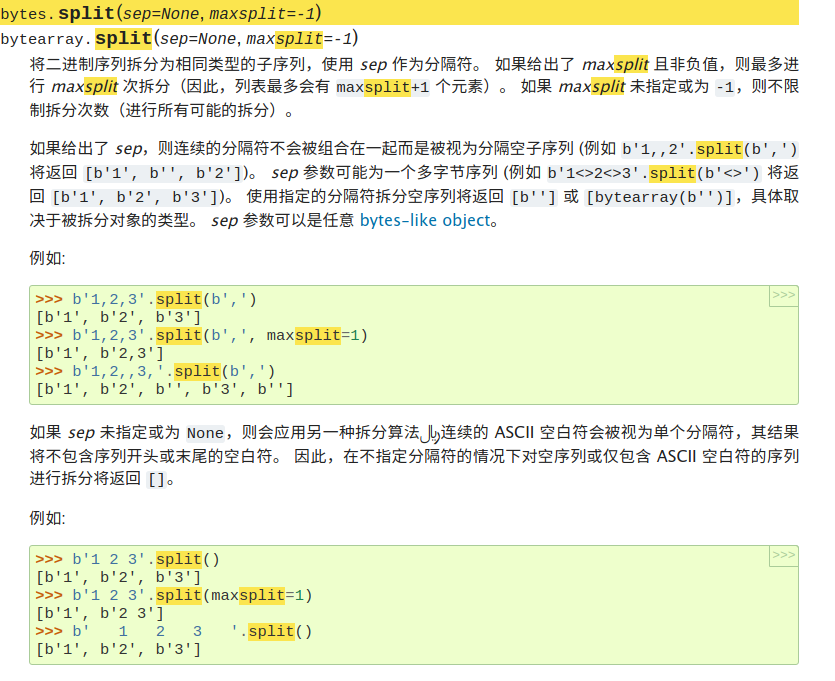 bytes.split(sep=None, maxsplit=-1)
bytearray.split(sep=None, maxsplit=-1)
将二进制序列拆分为相同类型的子序列，使用 sep 作为分隔符。 如果给出了 maxsplit 且非负值，则最多进
行 maxsplit 次拆分（因此，列表最多会有 maxsplit+1 个元素）。 如果 maxsplit 未指定或为 -1，则不限
制拆分次数（进行所有可能的拆分）。
如果给出了 sep，则连续的分隔符不会被组合在一起而是被视为分隔空子序列 (例如 b'1,,2'.split(b',')
将返回 [b'1', b'', b'2'])。 sep 参数可能为一个多字节序列 (例如 b'1<>2<>3'.split(b'<>') 将返
回 [b'1', b'2', b'3'])。 使用指定的分隔符拆分空序列将返回 [b''] 或 [bytearray(b'')]，具体取
决于被拆分对象的类型。 sep 参数可以是任意 bytes-like object。
例如:
>>>
>>> b'1,2,3'.split(b',')
[b'1', b'2', b'3']
>>> b'1,2,3'.split(b',', maxsplit=1)
[b'1', b'2,3']
>>> b'1,2,,3,'.split(b',')
[b'1', b'2', b'', b'3', b'']
如果 sep 未指定或为 None，则会应用另一种拆分算法﷼连续的 ASCII 空白符会被视为单个分隔符，其结果
将不包含序列开头或末尾的空白符。 因此，在不指定分隔符的情况下对空序列或仅包含 ASCII 空白符的序列
进行拆分将返回 []。
例如:
>>>
>>> b'1 2 3'.split()
[b'1', b'2', b'3']
>>> b'1 2 3'.split(maxsplit=1)
[b'1', b'2 3']
>>> b'   1   2   3   '.split()
[b'1', b'2', b'3']